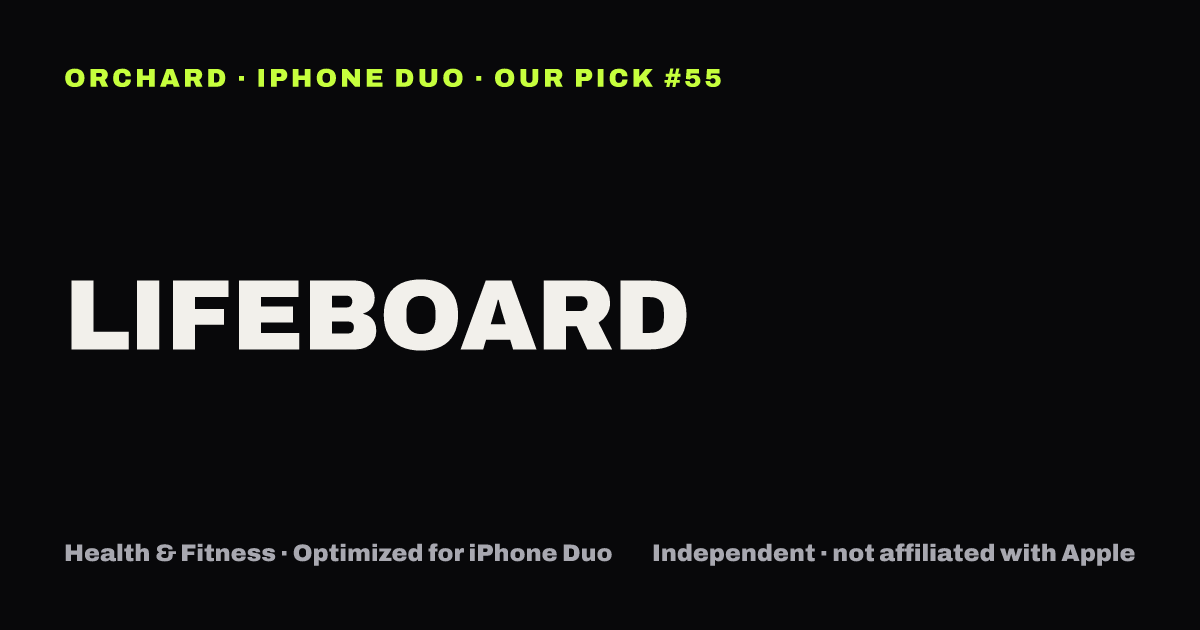 ORCHARD · IPHONE DUO · OUR PICK #55
LIFEBOARD
Health & Fitness · Optimized for iPhone Duo
Independent · not affiliated with Apple